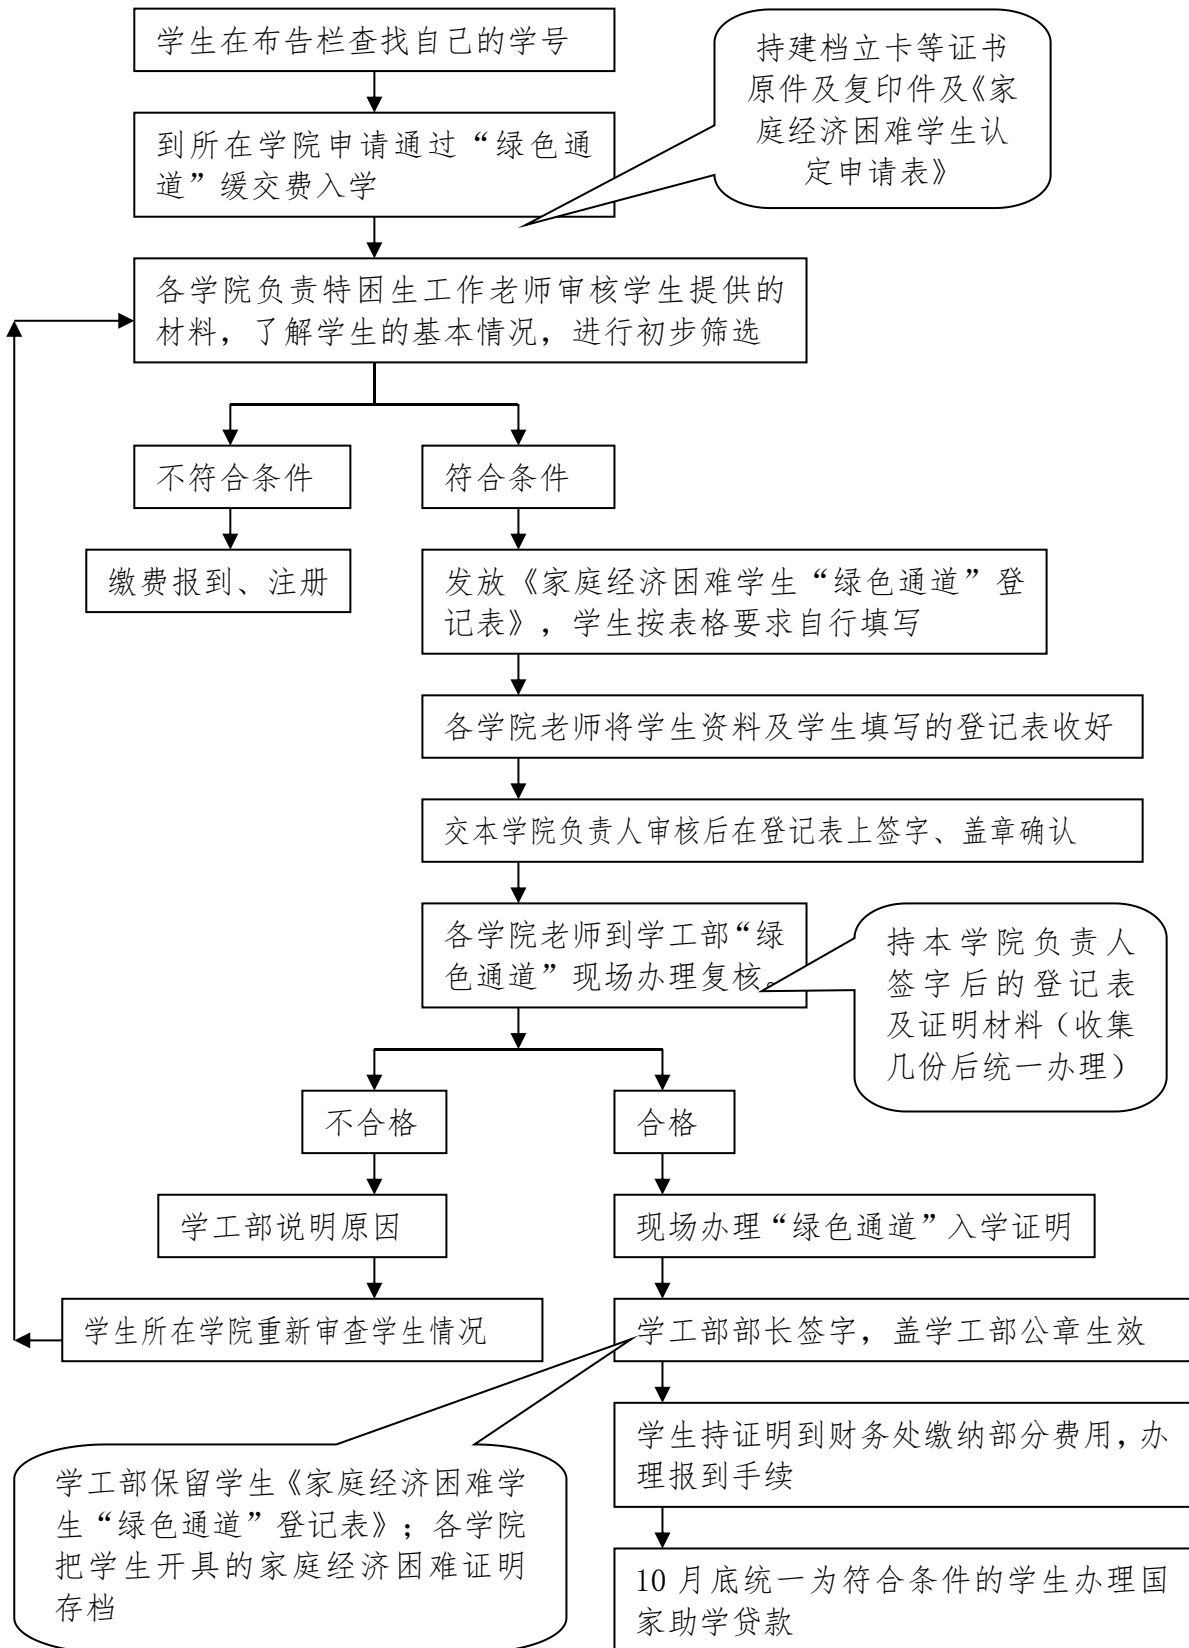 学生在布告栏查找自己的学号
持建档立卡等证书
原件及复印件及《家
庭经济困难学生认
定申请表》
到所在学院申请通过“绿色通
道”缓交费入学
各学院负责特困生工作老师审核学生提供的
材料，了解学生的基本情况，进行初步筛选
不符合条件
符合条件
缴费报到、注册
发放《家庭经济困难学生“绿色通道”登
记表》，学生按表格要求自行填写
各学院老师将学生资料及学生填写的登记表收好
交本学院负责人审核后在登记表上签字、盖章确认
各学院老师到学工部“绿
色通道”现场办理复核。
持本学院负责人
签字后的登记表
及证明材料（收集
几份后统一办理）
不合格
合格
学工部说明原因
现场办理“绿色通道”入学证明
学生所在学院重新审查学生情况
学工部部长签字，盖学工部公章生效
学生持证明到财务处缴纳部分费用，办
理报到手续
学工部保留学生《家庭经济困难学
生“绿色通道”登记表》；各学院
把学生开具的家庭经济困难证明
存档
10 月底统一为符合条件的学生办理国
家助学贷款